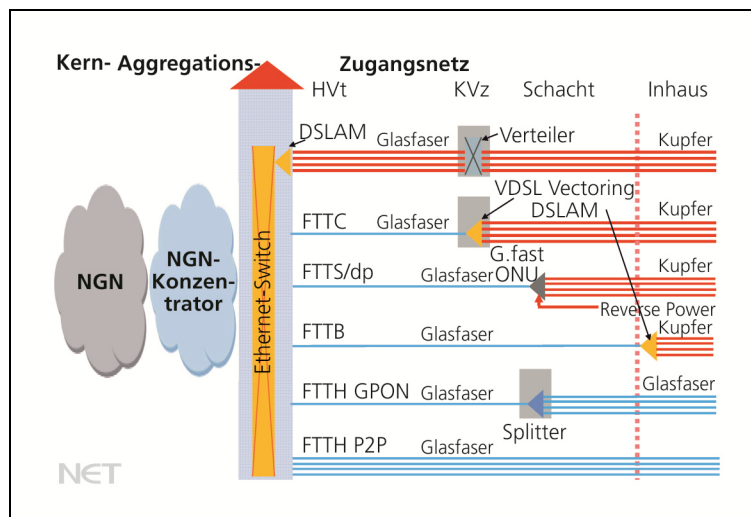 Kern- Aggregations- Zugangsnetz
HVt KVz Schacht Inhaus
DSLAM
Glasfaser
Verteiler
Kupfer
VDSL Vectoring
DSLAM
FTTC Glasfaser
Kupfer
G.fast
ONU
FTTS/dp Glasfaser
Kupfer
Reverse Power
FTTB Glasfaser
Kupfer
FTTH GPON Glasfaser
Glasfaser
Splitter
FTTH P2P Glasfaser
NGN
NGN-
Konzen-
trator
Ethernet-Switch
NET